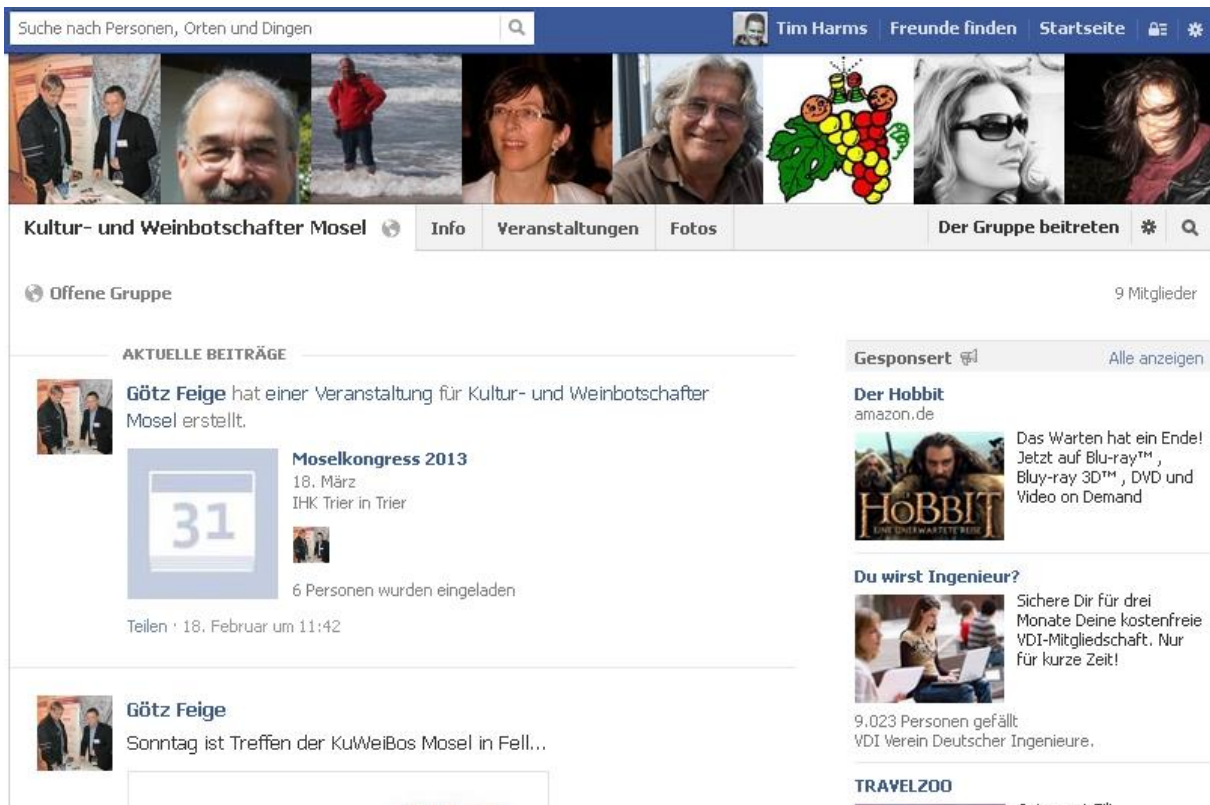 Suche nach Personen, Orten und Dingen
Tim Harms
Freunde finden
Startseite
Kultur- und Weinbotschafter Mosel
Info
Veranstaltungen
Fotos
Der Gruppe beitreten
Offene Gruppe
9 Mitglieder
AKTUELLE BEITRÄGE
Götz Feige hat einer Veranstaltung für Kultur- und Weinbotschafter
Mosel erstellt.
31
Moselkongress 2013
18. März
IHK Trier in Trier
6 Personen wurden eingeladen
Teilen · 18. Februar um 11:42
Götz Feige
Sonntag ist Treffen der KuWeiBos Mosel in Fell...
Gesponsert
Alle anzeigen
Der Hobbit
amazon.de
HOBBIT
EINE UNERWARTETE REISE
Das Warten hat ein Ende!
Jetzt auf Blu-ray™ ,
Bluy-ray 3D™ , DVD und
Video on Demand
Du wirst Ingenieur?
Sichere Dir für drei
Monate Deine kostenfreie
VDI-Mitgliedschaft. Nur
für kurze Zeit!
9.023 Personen gefällt
VDI Verein Deutscher Ingenieure.
TRAVELZOO